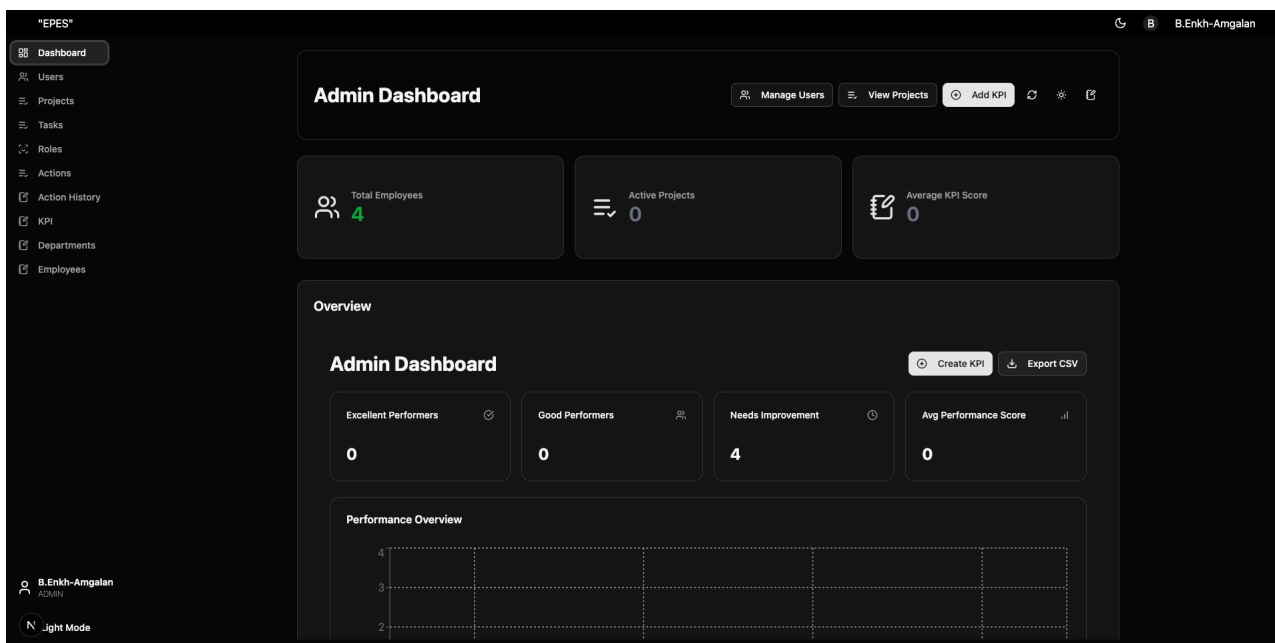 "EPES"
B
B.Enkh-Amgalan
Dashboard
Users
Projects
Tasks
Roles
Actions
Action History
KPI
Departments
Employees
Admin Dashboard
Manage Users
View Projects
Add KPI
Total Employees
4
Active Projects
0
Average KPI Score
0
Overview
Admin Dashboard
Create KPI
Export CSV
Excellent Performers
0
Good Performers
0
Needs Improvement
4
Avg Performance Score
0
Performance Overview
4
3
2
B.Enkh-Amgalan
ADMIN
N
Light Mode